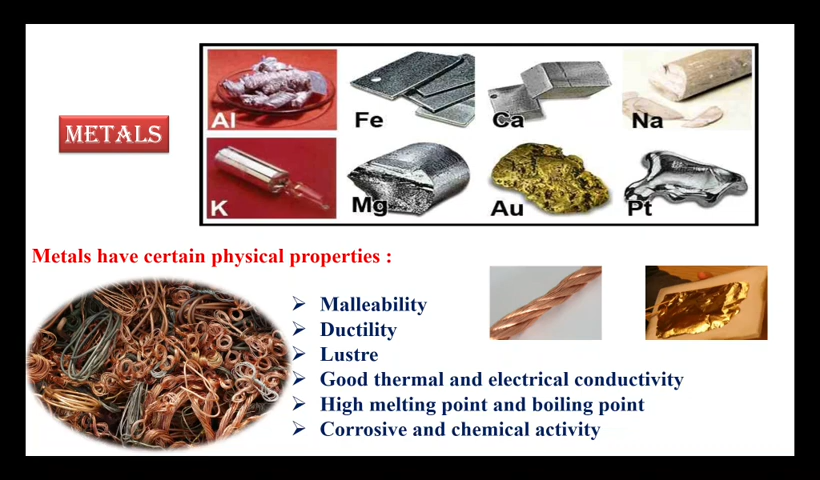 METALS
Al
Fe
Ca
Na
K
Mg
Au
Pt
Metals have certain physical properties :
➢ Malleability
➢ Ductility
➢ Lustre
➢ Good thermal and electrical conductivity
➢ High melting point and boiling point
➢ Corrosive and chemical activity